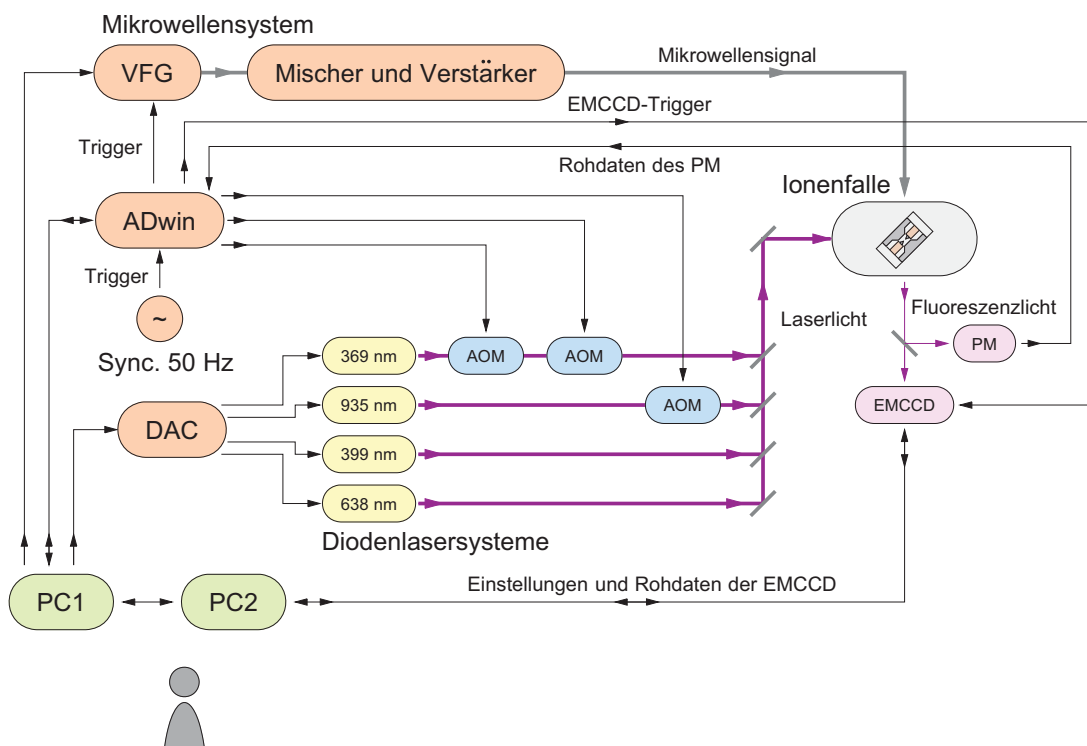 Mikrowellensystem
VFG
Mischer und Verstärker
Mikrowellensignal
EMCCD-Trigger
Trigger
Rohdaten des PM
Ionenfalle
ADwin
Trigger
~
Sync. 50 Hz
Laserlicht
Fluoreszenzlicht
369 nm
AOM
AOM
PM
935 nm
AOM
EMCCD
DAC
399 nm
638 nm
Diodenlasersysteme
Einstellungen und Rohdaten der EMCCD
PC1
PC2